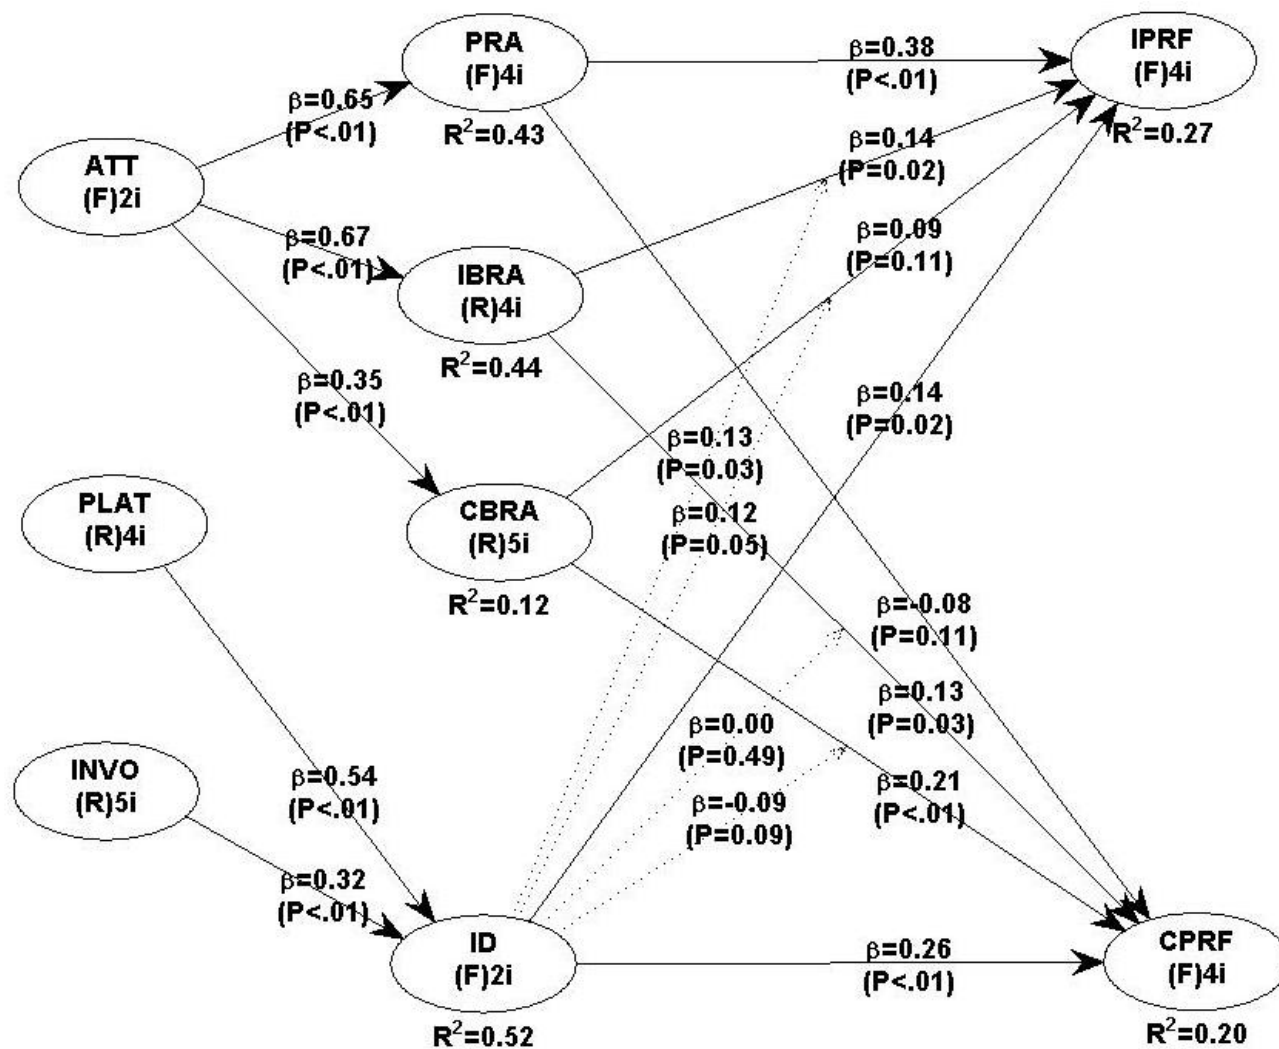 PRA
(F)4i
R²=0.43
IPRF
(F)4i
R²=0.27
β=0.38
(P<.01)
β=0.65
(P<.01)
ATT
(F)2i
β=0.14
(P=0.02)
β=0.67
(P<.01)
β=0.09
(P=0.11)
IBRA
(R)4i
R²=0.44
β=0.35
(P<.01)
β=0.14
(P=0.02)
β=0.13
(P=0.03)
PLAT
(R)4i
CBRA
(R)5i
R²=0.12
β=0.12
(P=0.05)
β=-0.08
(P=0.11)
β=0.13
(P=0.03)
β=0.00
(P=0.49)
INVO
(R)5i
β=0.54
(P<.01)
β=0.21
(P<.01)
β=-0.09
(P=0.09)
β=0.32
(P<.01)
ID
(F)2i
R²=0.52
β=0.26
(P<.01)
CPRF
(F)4i
R²=0.20